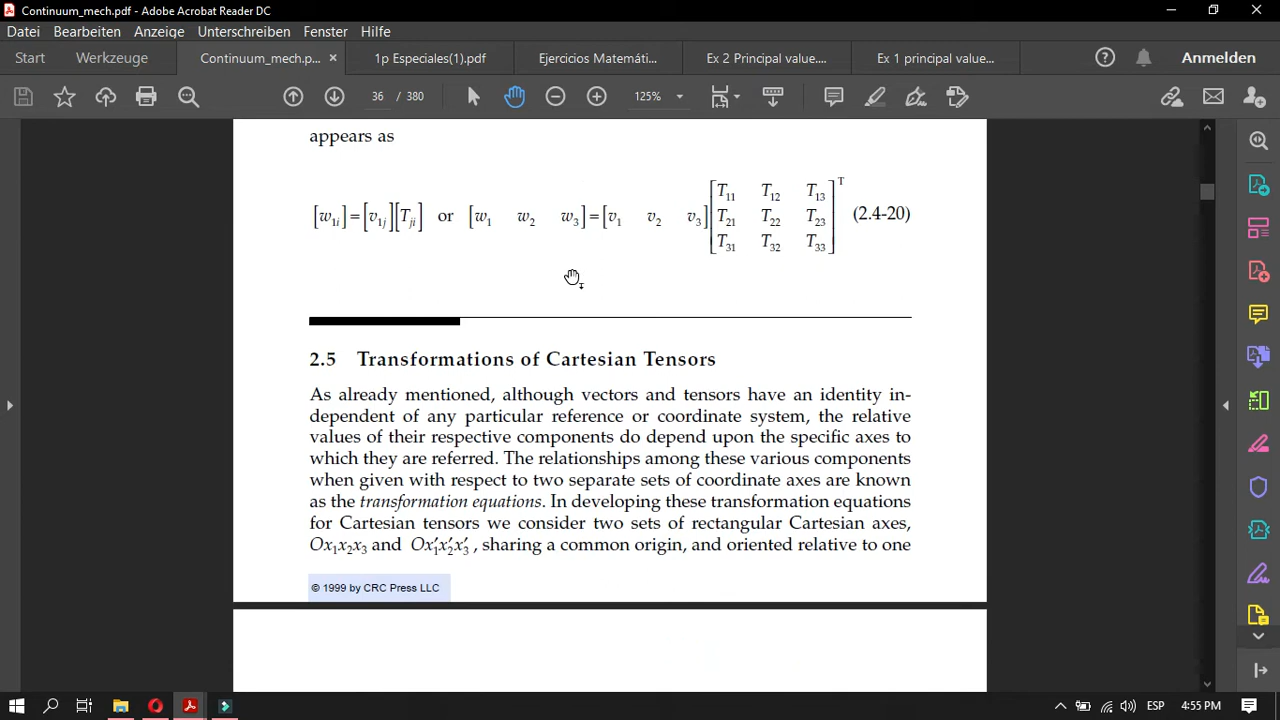 Continuum_mech.pdf - Adobe Acrobat Reader DC
Datei Bearbeiten Anzeige Unterschreiben Fenster Hilfe
Start Werkzeuge Continuum_mech.p... × 1p Especiales(1).pdf Ejercicios Matemáti... Ex 2 Principal value.... Ex 1 principal value... Anmelden
36 / 380 125%
appears as
[w₁ᵢ] = [v₁ⱼ][Tⱼᵢ] or [w₁ w₂ w₃] = [v₁ v₂ v₃] [T₁₁ T₁₂ T₁₃
T₂₁ T₂₂ T₂₃
T₃₁ T₃₂ T₃₃]ᵀ (2.4-20)
2.5 Transformations of Cartesian Tensors
As already mentioned, although vectors and tensors have an identity in-
dependent of any particular reference or coordinate system, the relative
values of their respective components do depend upon the specific axes to
which they are referred. The relationships among these various components
when given with respect to two separate sets of coordinate axes are known
as the transformation equations. In developing these transformation equations
for Cartesian tensors we consider two sets of rectangular Cartesian axes,
Ox₁x₂x₃ and Ox′₁x′₂x′₃, sharing a common origin, and oriented relative to one
© 1999 by CRC Press LLC
ESP 4:55 PM